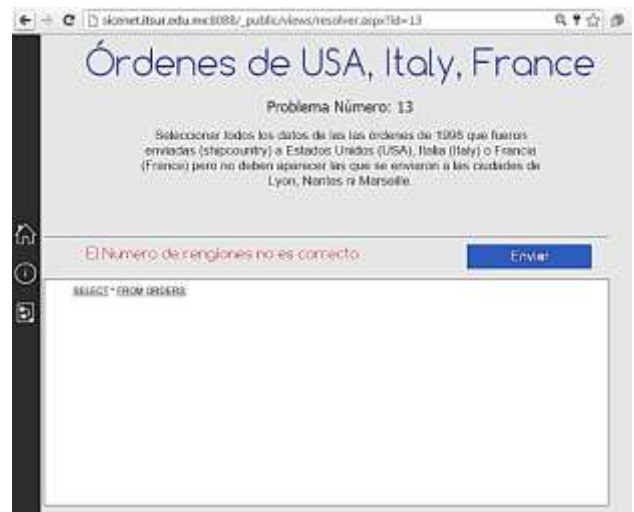 sicenet.itsur.edu.mx:8088/_public/views/resolver.aspx?id=13
Órdenes de USA, Italy, France
Problema Número: 13
Seleccionar todos los datos de las las órdenes de 1996 que fueron
enviadas (shipcountry) a Estados Unidos (USA), Italia (Italy) o Francia
(France) pero no deben aparecer las que se enviaron a las ciudades de
Lyon, Nantes ni Marseille.
El Numero de renglones no es correcto
Enviar
SELECT * FROM ORDERS